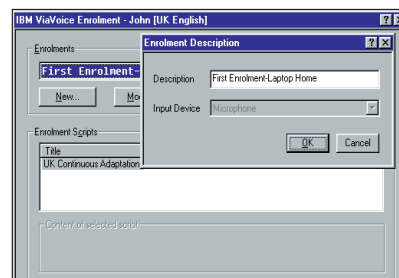 IBM ViaVoice Enrolment - John [UK English]
Enrolments
First Enrolment-
New...
Enrolment Scripts
Title
UK Continuous Adaptation
Content of selected script
Enrolment Description
Description First Enrolment-Laptop Home
Input Device Microphone
OK Cancel